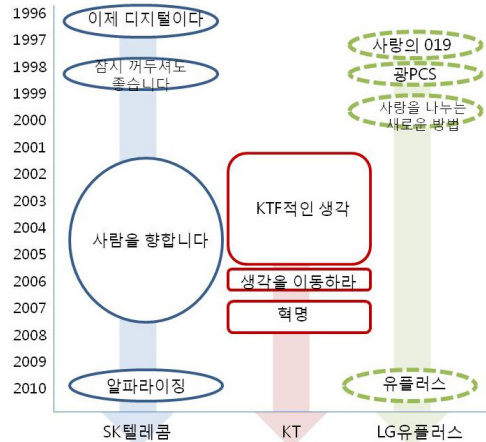 1996
이제 디지털이다
1997
사랑의 019
1998
잠시 꺼두셔도
좋습니다
광PCS
1999
사랑을 나누는
새로운 방법
2000
2001
2002
2003
KTF적인 생각
2004
사람을 향합니다
2005
2006
생각을 이동하라
2007
혁명
2008
2009
2010
알파라이징
유플러스
SK텔레콤
KT
LG유플러스